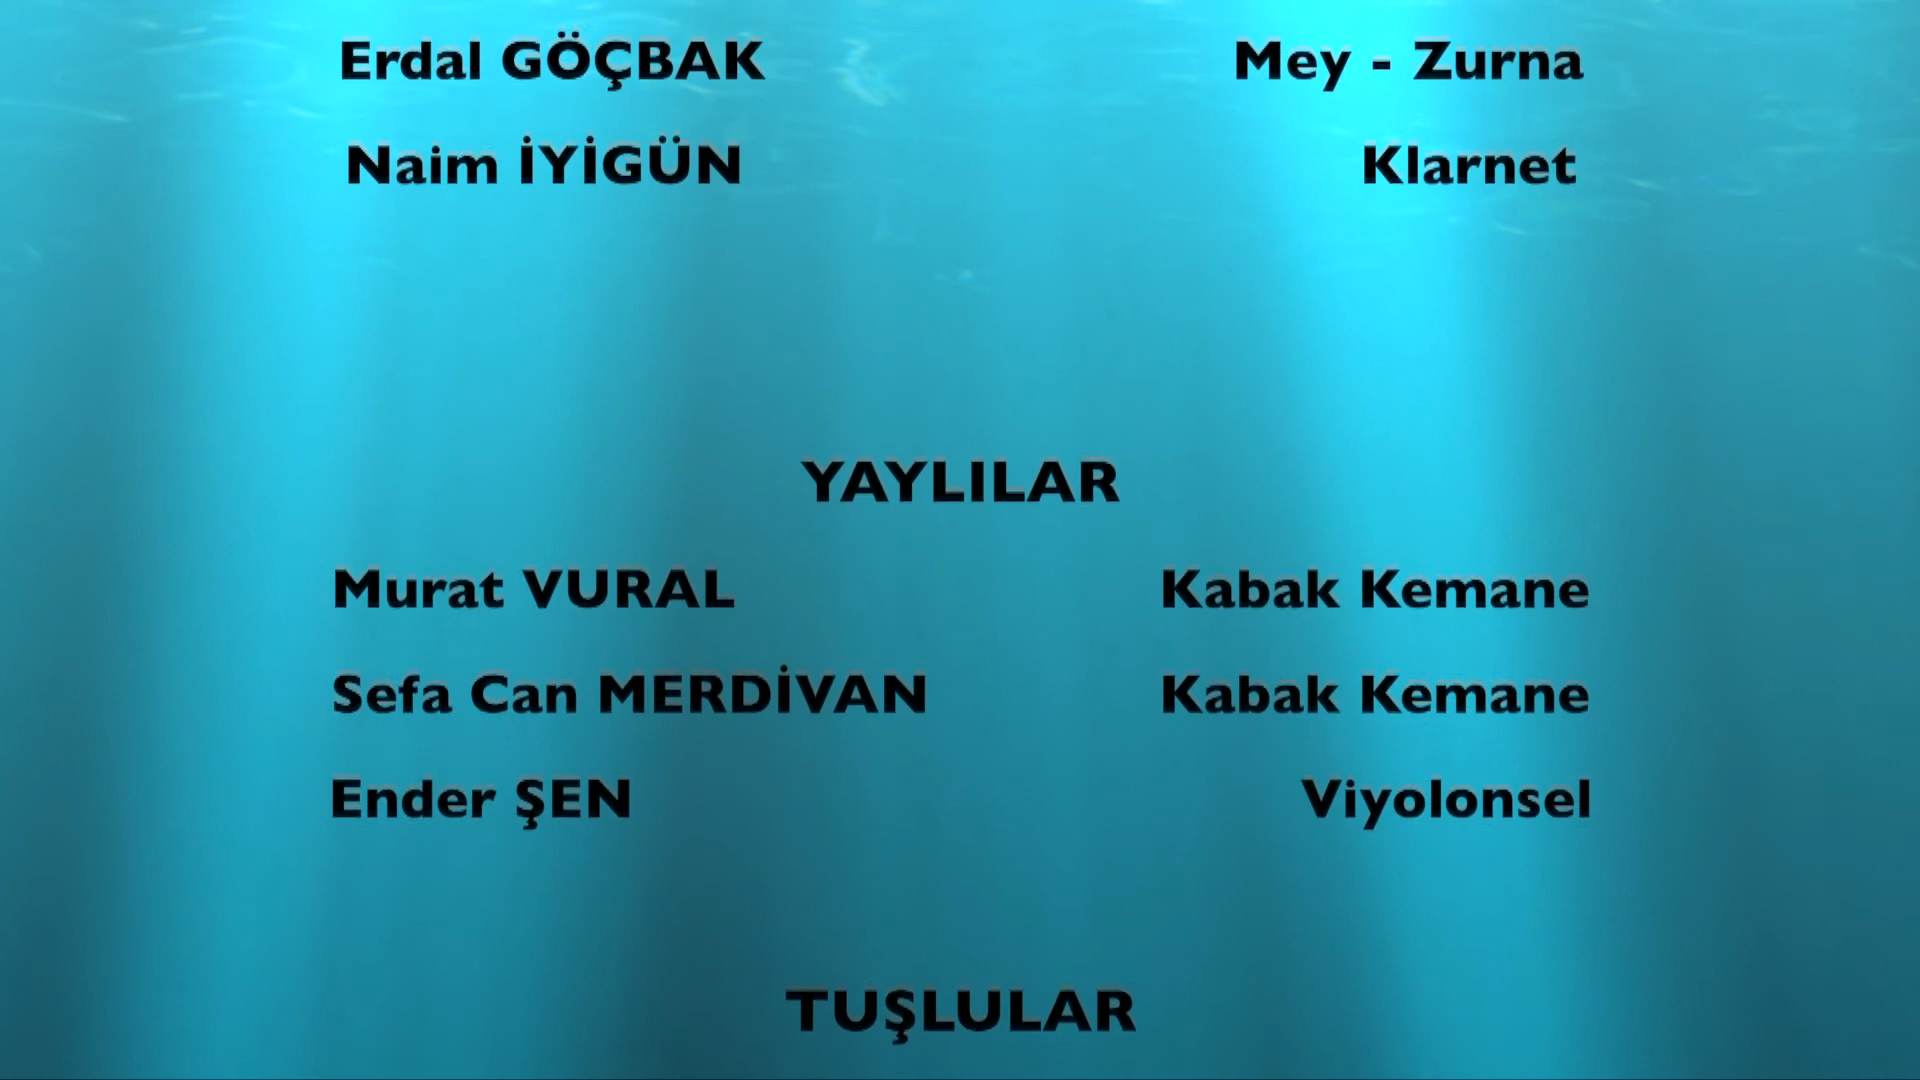 Erdal GÖÇBAK Mey - Zurna
Naim İYİGÜN Klarnet
YAYLILAR
Murat VURAL Kabak Kemane
Sefa Can MERDİVAN Kabak Kemane
Ender ŞEN Viyolonsel
TUŞLULAR